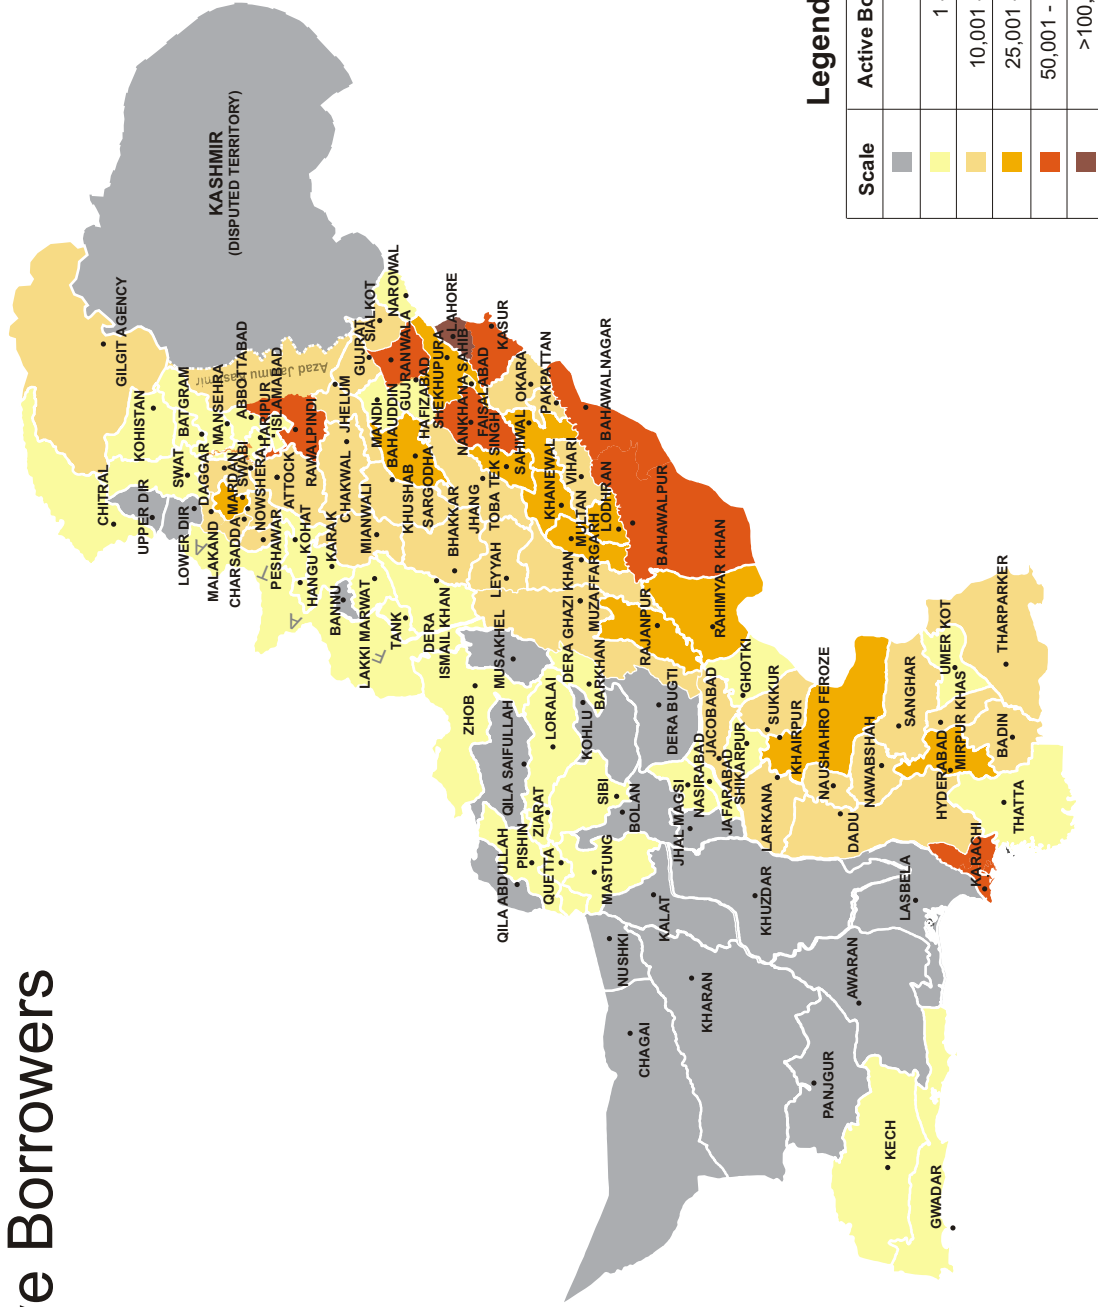 e Borrowers
KASHMIR
(DISPUTED TERRITORY)
GILGIT AGENCY
Azad Jammu Kashmir
CHITRAL
KOHISTAN
UPPER DIR
SWAT
BATGRAM
LOWER DIR
DAGGAR
MANSEHRA
MALAKAND
MARDAN
SWABI
ABBOTTABAD
CHARSADDA
NOWSHERA
HARIPUR
ISLAMABAD
PESHAWAR
ATTOCK
RAWALPINDI
F A T A
HANGU
KOHAT
KARAK
CHAKWAL
JHELUM
GUJRAT
SIALKOT
NAROWAL
BANNU
LAKKI MARWAT
MIANWALI
MANDI
BAHAUDDIN
GUJRANWALA
TANK
KHUSHAB
SARGODHA
HAFIZABAD
SHEKHUPURA
LAHORE
DERA
ISMAIL KHAN
BHAKKAR
JHANG
NANKHANA SAHIB
FAISALABAD
KASUR
ZHOB
MUSAKHEL
LEYYAH
TOBA TEK SINGH
SAHIWAL
OKARA
PAKPATTAN
QILA SAIFULLAH
LORALAI
DERA GHAZI KHAN
MUZAFFARGARH
MULTAN
KHANEWAL
VIHARI
LODHRAN
BAHAWALNAGAR
BARKHAN
KOHLU
RAJANPUR
BAHAWALPUR
RAHIMYAR KHAN
QILA ABDULLAH
PISHIN
ZIARAT
QUETTA
SIBI
BOLAN
MASTUNG
DERA BUGTI
NASIRABAD
JACOBABAD
JHAL MAGSI
JAFARABAD
SHIKARPUR
GHOTKI
SUKKUR
KHAIRPUR
LARKANA
NAUSHAHRO FEROZE
DADU
NAWABSHAH
SANGHAR
UMER KOT
THARPARKER
HYDERABAD
MIRPUR KHAS
BADIN
THATTA
KARACHI
NUSHKI
KALAT
KHUZDAR
LASBELA
CHAGAI
KHARAN
AWARAN
PANJGUR
KECH
GWADAR
Legend
Scale Active Bo
1
10,001
25,001
50,001 -
>100,